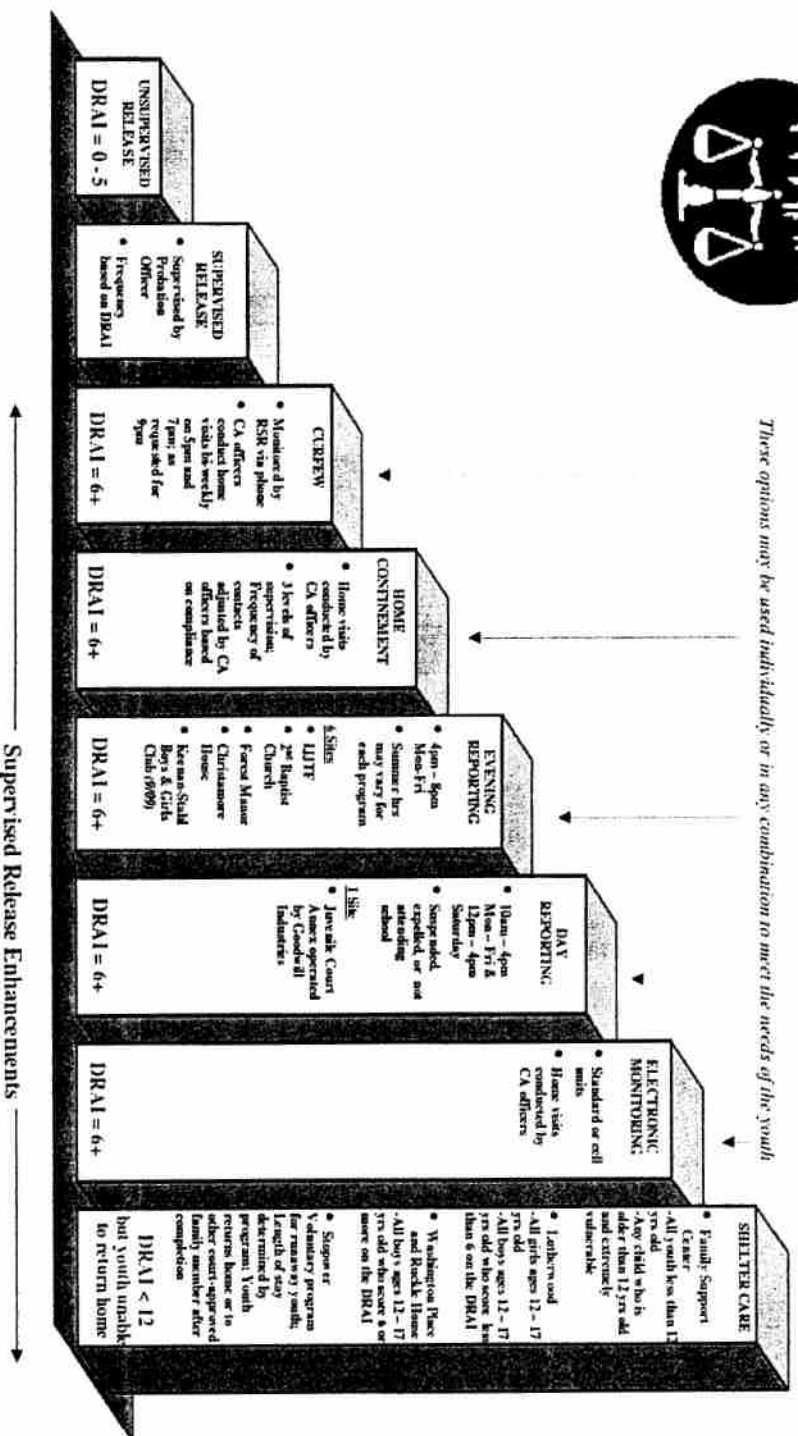 These options may be used individually or in any combination to meet the needs of the youth
UNSUPERVISED
RELEASE
DRAI = 0 - 5
SUPERVISED
RELEASE
• Supervised by
Probation
Officer
• Frequency
based on DRAI
CURFEW
• Monitored by
RSR via phone
• CA officers
conduct home
visits bi-weekly
on 5pm and
7pm; as
requested for
9pm
DRAI = 6+
HOME
CONFINEMENT
• Home visits
conducted by
CA officers
• 3 levels of
supervision;
Frequency of
contacts
adjusted by CA
officers based
on compliance
DRAI = 6+
EVENING
REPORTING
• 4pm – 8pm
Mon-Fri
• Summer hrs
may vary for
each program
6 Sites
•
• 2nd Baptist
Church
• Forest Manor
• Christamore
House
• Keenan-Stahl
Boys & Girls
Club (9/09)
DRAI = 6+
DAY
REPORTING
• 10am – 4pm
Mon – Fri &
12pm – 4pm
Saturday
• Suspended,
expelled, or not
attending
school
1 Site
• Juvenile Court
Annex operated
by Goodwill
Industries
DRAI = 6+
ELECTRONIC
MONITORING
• Standard or cell
units
• Home visits
conducted by
CA officers
DRAI = 6+
SHELTER CARE
• Family Support
Center
-All youth less than 12
yrs old
-Any child who is
older than 12 yrs old
and extremely
vulnerable
• Lutherwood
-All girls ages 12 – 17
yrs old
-All boys ages 12 – 17
yrs old who score less
than 6 on the DRAI
• Washington Place
and Ruckle House
-All boys ages 12 – 17
yrs old who score 6 or
more on the DRAI
• Stopover
Voluntary program
for runaway youth;
Length of stay
determined by
program; Youth
returns home or to
other court-approved
family member after
completion
DRAI < 12
but youth unable
to return home
Supervised Release Enhancements